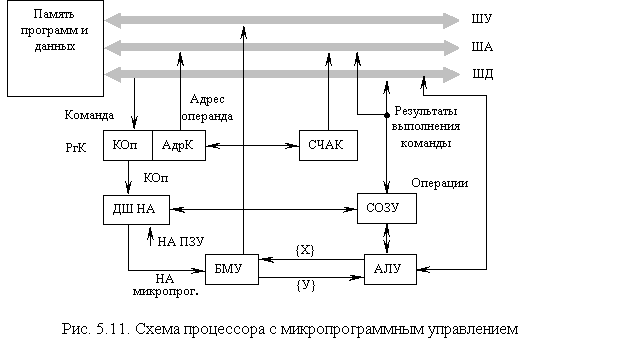 Память
программ и
данных
ШУ
ША
ШД
Команда
Адрес
операнда
Результаты
выполнения
команды
РгК
КОп
АдрК
СЧАК
КОп
Операции
ДШ НА
СОЗУ
НА ПЗУ
{X}
БМУ
АЛУ
НА
микропрог.
{У}
Рис. 5.11. Схема процессора с микропрограммным управлением